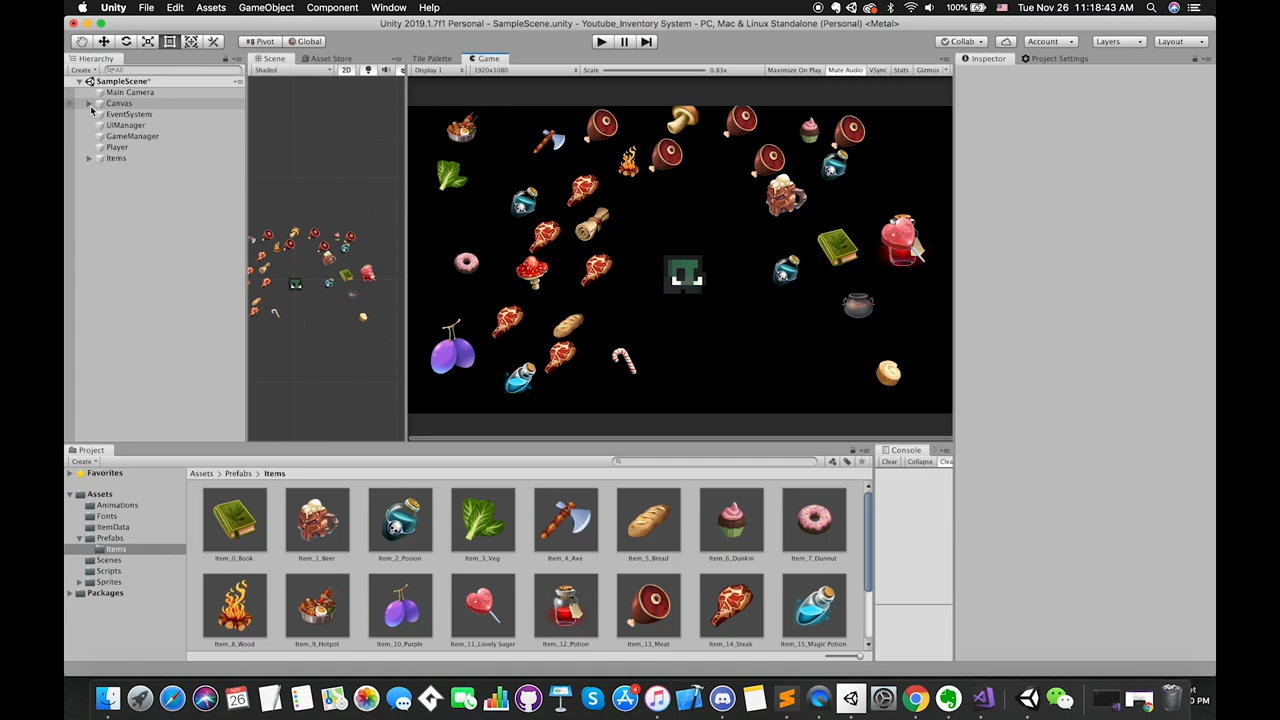 Unity File Edit Assets GameObject Component Window Help 100% Tue Nov 26 11:18:43 AM
Unity 2019.1.7f1 Personal - SampleScene.unity - Youtube_Inventory System - PC, Mac & Linux Standalone (Personal) <Metal>
Pivot Global Collab Account Layers Layout
Hierarchy Scene Asset Store Tile Palette Game Inspector Project Settings
Create All Shaded 2D Display 1 1920x1080 Scale 0.83x Maximize On Play Mute Audio VSync Stats Gizmos
SampleScene*
Main Camera
Canvas
EventSystem
UIManager
GameManager
Player
Items
Project Console
Create Clear Collapse Clea
Favorites
Assets
Animations
Fonts
ItemData
Prefabs
Items
Scenes
Scripts
Sprites
Packages
Assets Prefabs Items
Item_0_Book Item_1_Beer Item_2_Posion Item_3_Veg Item_4_Axe Item_5_Bread Item_6_Dunkin Item_7_Dunnut
Item_8_Wood Item_9_Hotpot Item_10_Purple Item_11_Lovely Suger Item_12_Potion Item_13_Meat Item_14_Steak Item_15_Magic Potion